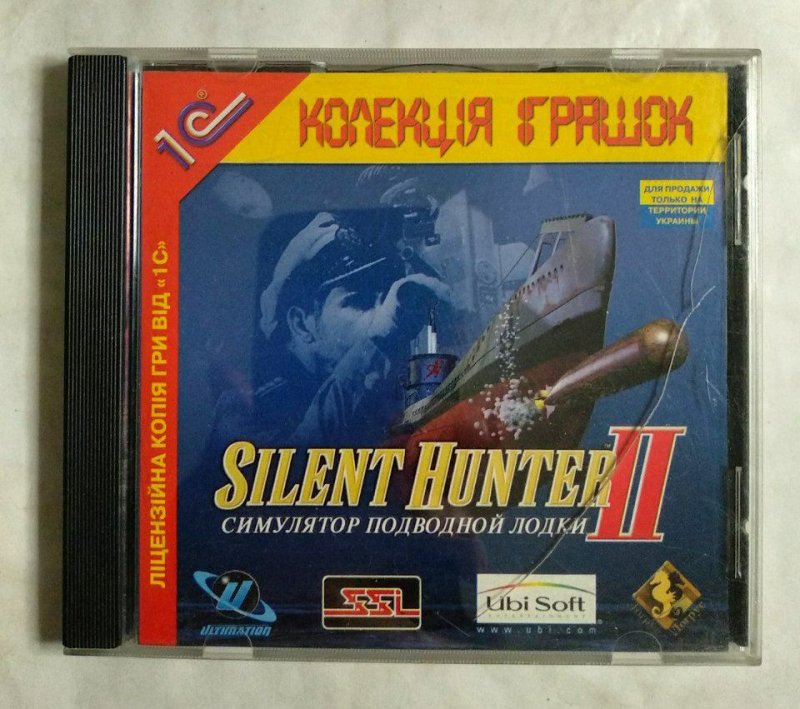 1С®
КОЛЕКЦІЯ ІГРАШОК
ДЛЯ ПРОДАЖИ
ТОЛЬКО НА
ТЕРРИТОРИИ
УКРАИНЫ
ЛІЦЕНЗІЙНА КОПІЯ ГРИ ВІД «1С»
SILENT HUNTER II
СИМУЛЯТОР ПОДВОДНОЙ ЛОДКИ
U
ULTIMATION
SSI
Ubi Soft
ENTERTAINMENT
www.ubi.com